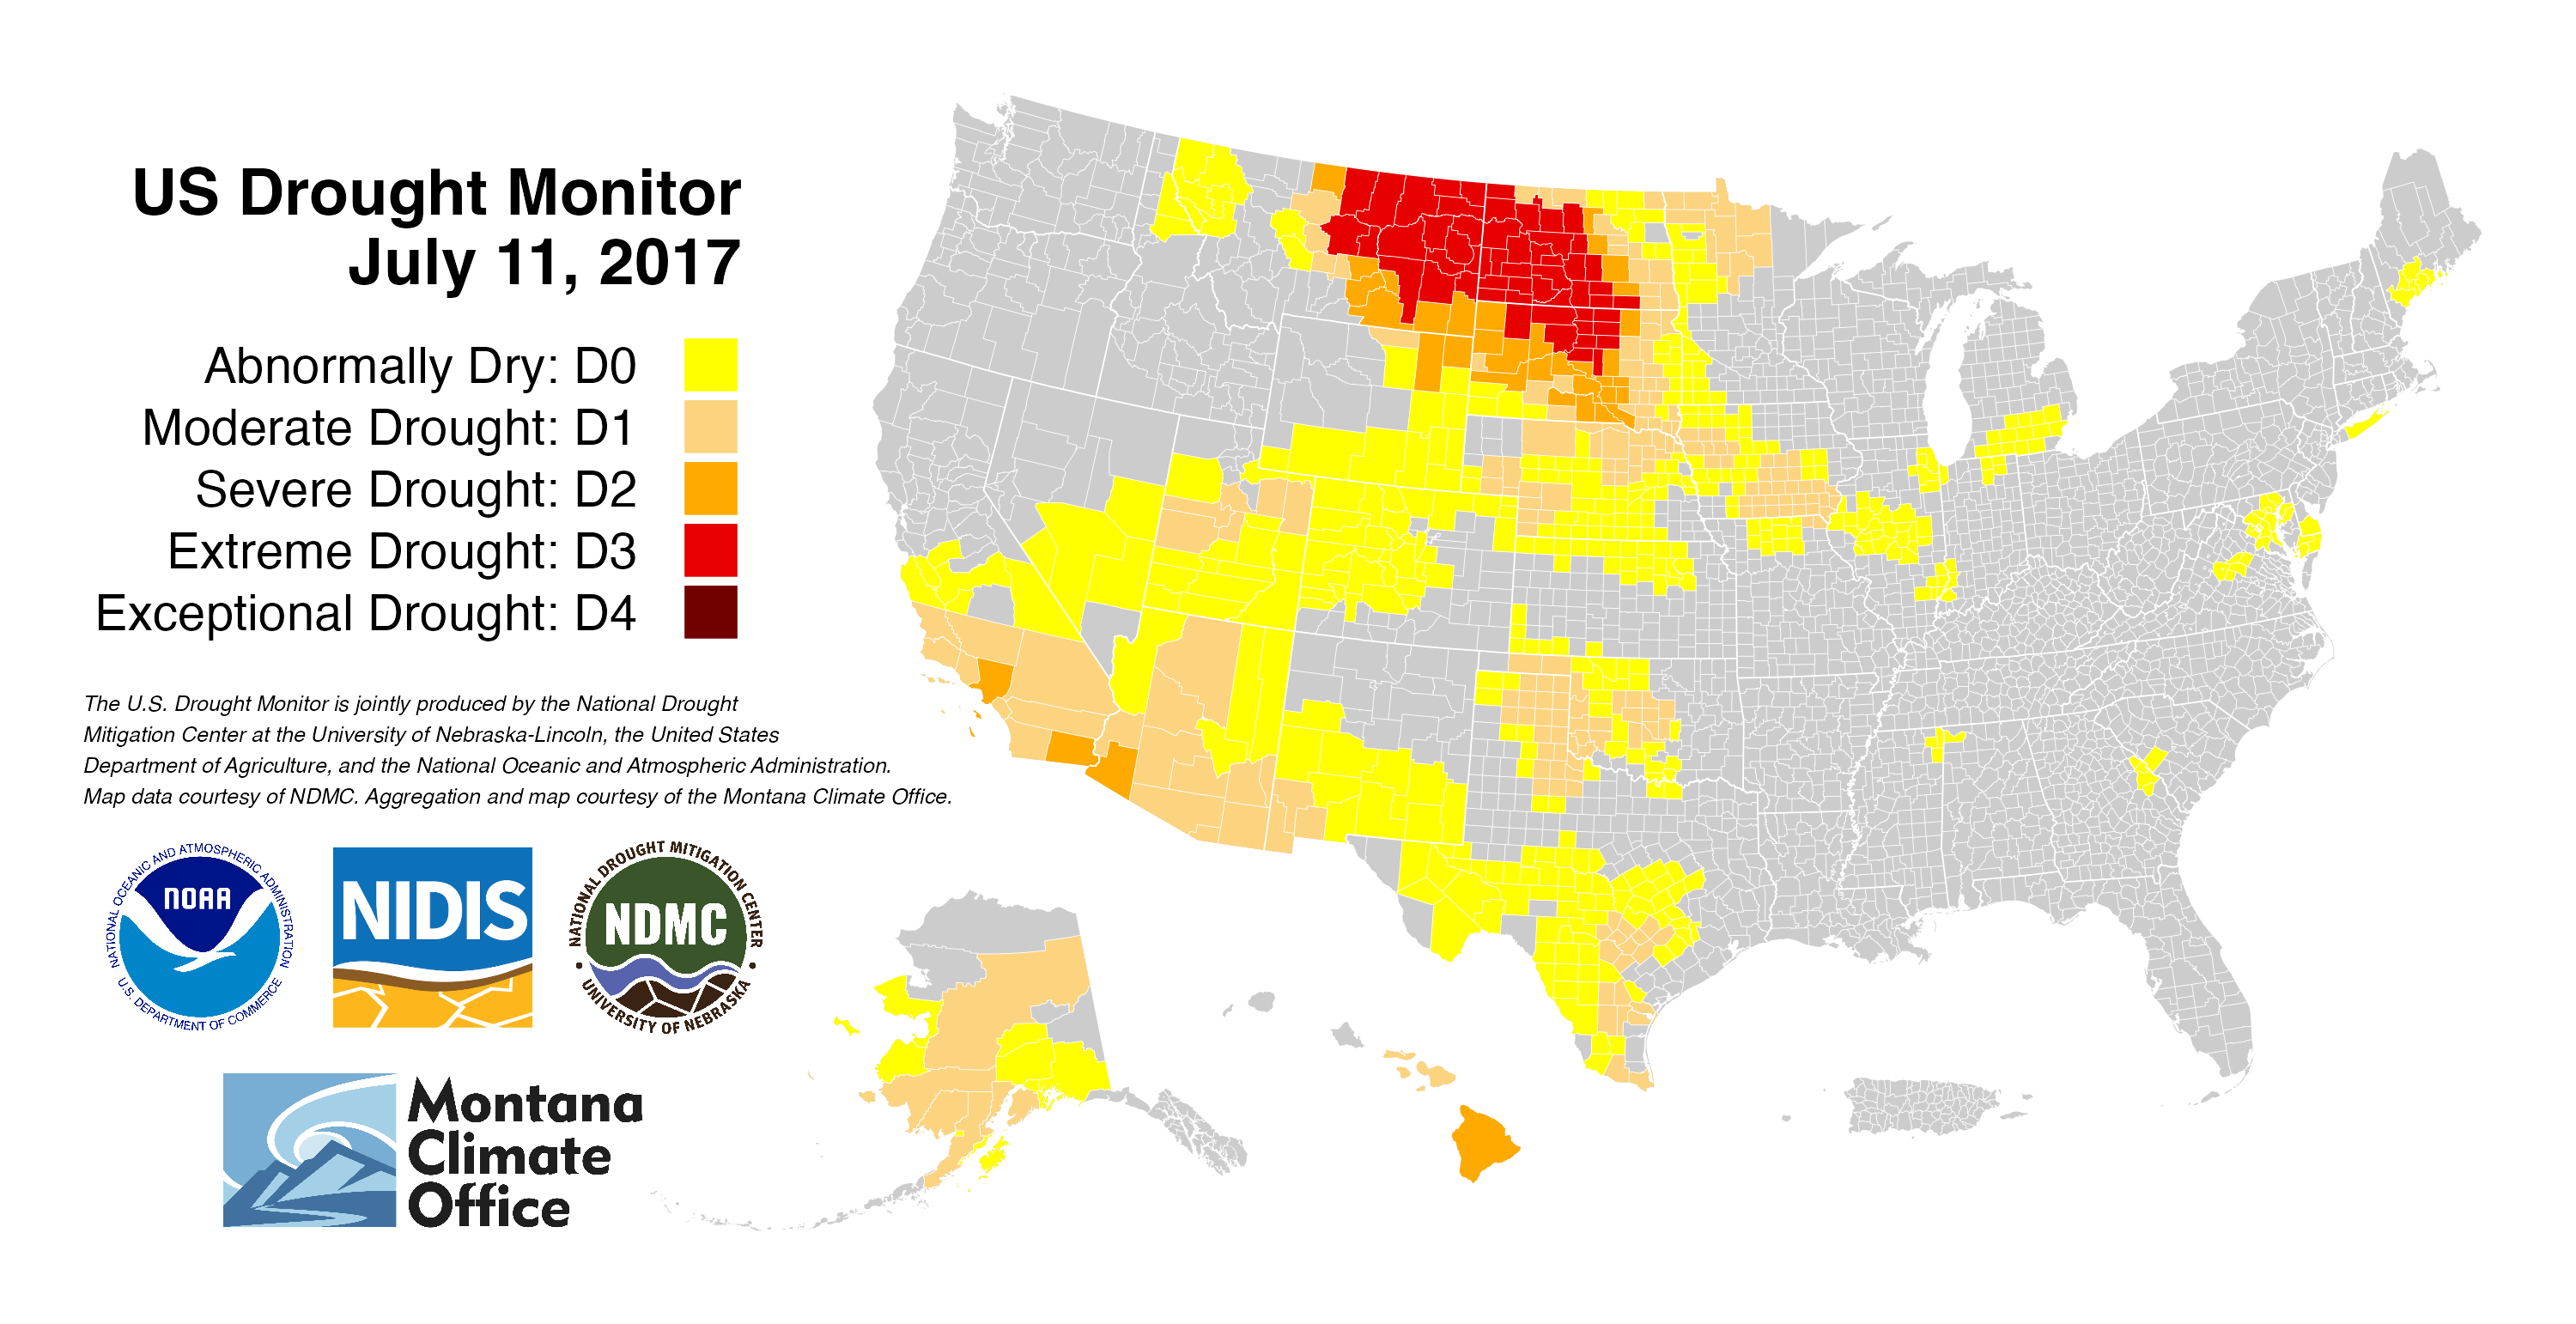 US Drought Monitor
July 11, 2017
Abnormally Dry: D0
Moderate Drought: D1
Severe Drought: D2
Extreme Drought: D3
Exceptional Drought: D4
The U.S. Drought Monitor is jointly produced by the National Drought
Mitigation Center at the University of Nebraska-Lincoln, the United States
Department of Agriculture, and the National Oceanic and Atmospheric Administration.
Map data courtesy of NDMC. Aggregation and map courtesy of the Montana Climate Office.
NATIONAL OCEANIC AND ATMOSPHERIC ADMINISTRATION
NOAA
U.S. DEPARTMENT OF COMMERCE
NIDIS
NATIONAL DROUGHT MITIGATION CENTER
NDMC
UNIVERSITY OF NEBRASKA
Montana
Climate
Office